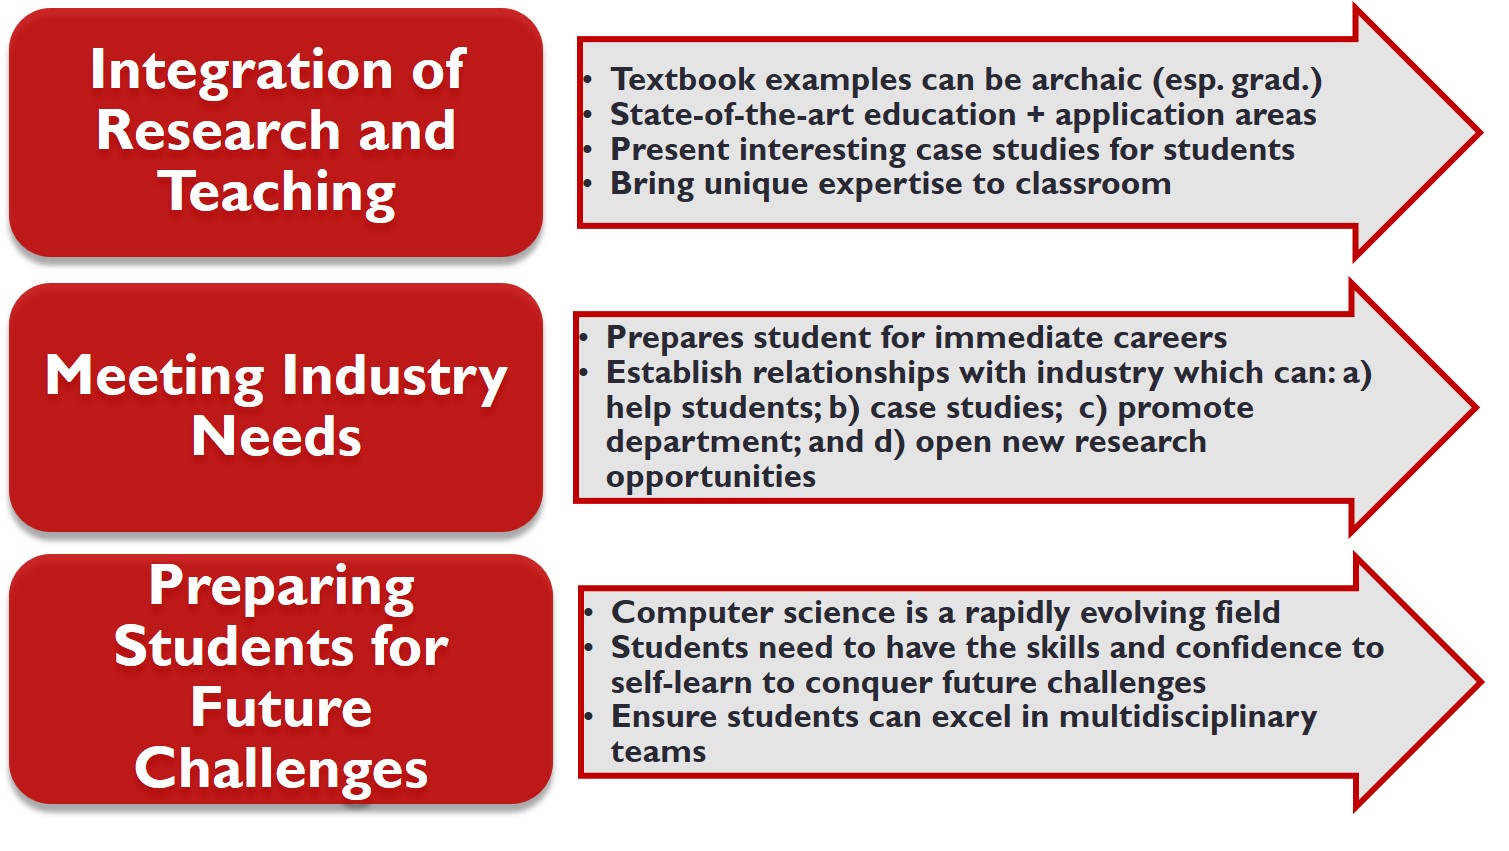 Integration of
Research and
Teaching
• Textbook examples can be archaic (esp. grad.)
• State-of-the-art education + application areas
• Present interesting case studies for students
• Bring unique expertise to classroom
Meeting Industry
Needs
• Prepares student for immediate careers
• Establish relationships with industry which can: a)
help students; b) case studies; c) promote
department; and d) open new research
opportunities
Preparing
Students for
Future
Challenges
• Computer science is a rapidly evolving field
• Students need to have the skills and confidence to
self-learn to conquer future challenges
• Ensure students can excel in multidisciplinary
teams